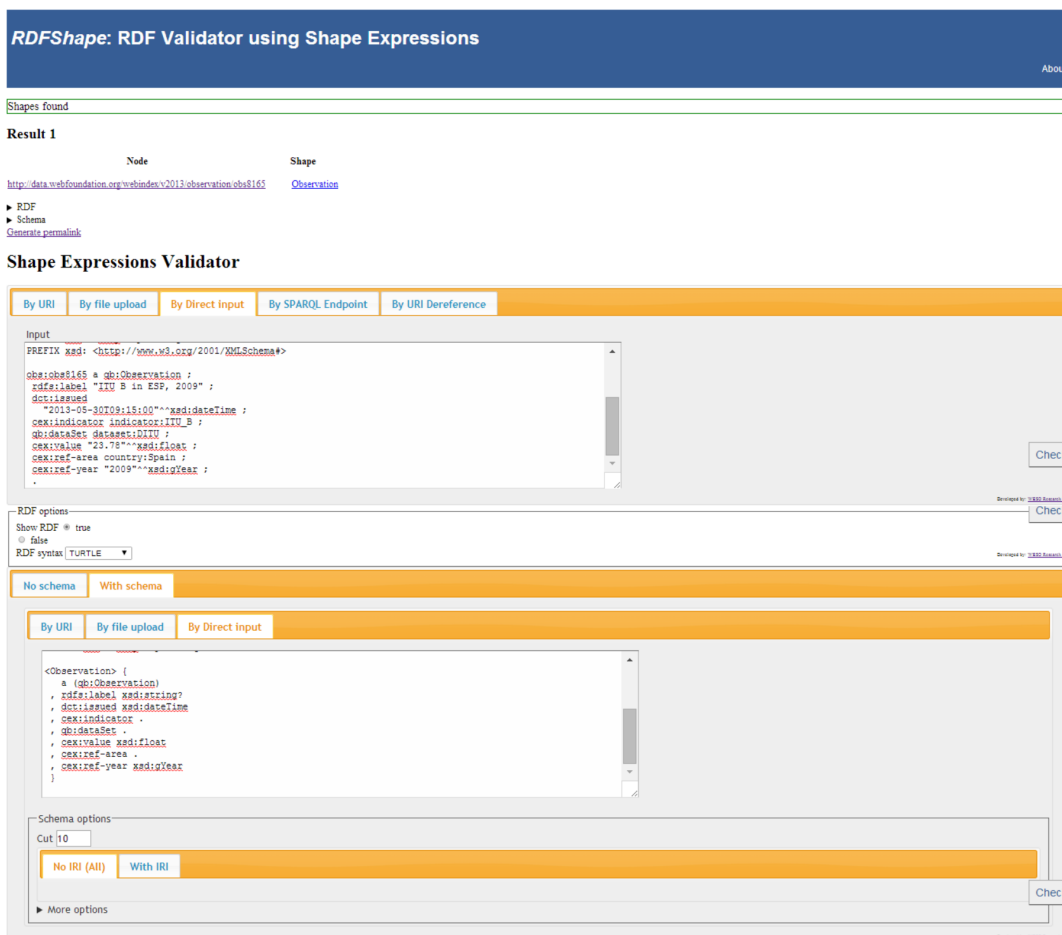 RDFShape: RDF Validator using Shape Expressions
Shapes found
Result 1
Node Shape
http://data.webfoundation.org/webindex/v2013/observation/obs8165 Observation
▶ RDF
▶ Schema
Generate permalink
Shape Expressions Validator
By URI By file upload By Direct input By SPARQL Endpoint By URI Dereference
Input
PREFIX xsd: <http://www.w3.org/2001/XMLSchema#>
obs:obs8165 a qb:Observation ;
rdfs:label "ITU B in ESP, 2009" ;
dct:issued
"2013-05-30T09:15:00"^^xsd:dateTime ;
cex:indicator indicator:ITU_B ;
qb:dataSet dataset:DITU ;
cex:value "23.78"^^xsd:float ;
cex:ref-area country:Spain ;
cex:ref-year "2009"^^xsd:gYear ;
.
Developed by: WESO
RDF options
Show RDF true
false
RDF syntax TURTLE
Developed by: WESO
No schema With schema
By URI By file upload By Direct input
<Observation> {
a (qb:Observation)
, rdfs:label xsd:string?
, dct:issued xsd:dateTime
, cex:indicator .
, qb:dataSet .
, cex:value xsd:float
, cex:ref-area .
, cex:ref-year xsd:gYear
}
Schema options
Cut 10
No IRI (All) With IRI
▶ More options